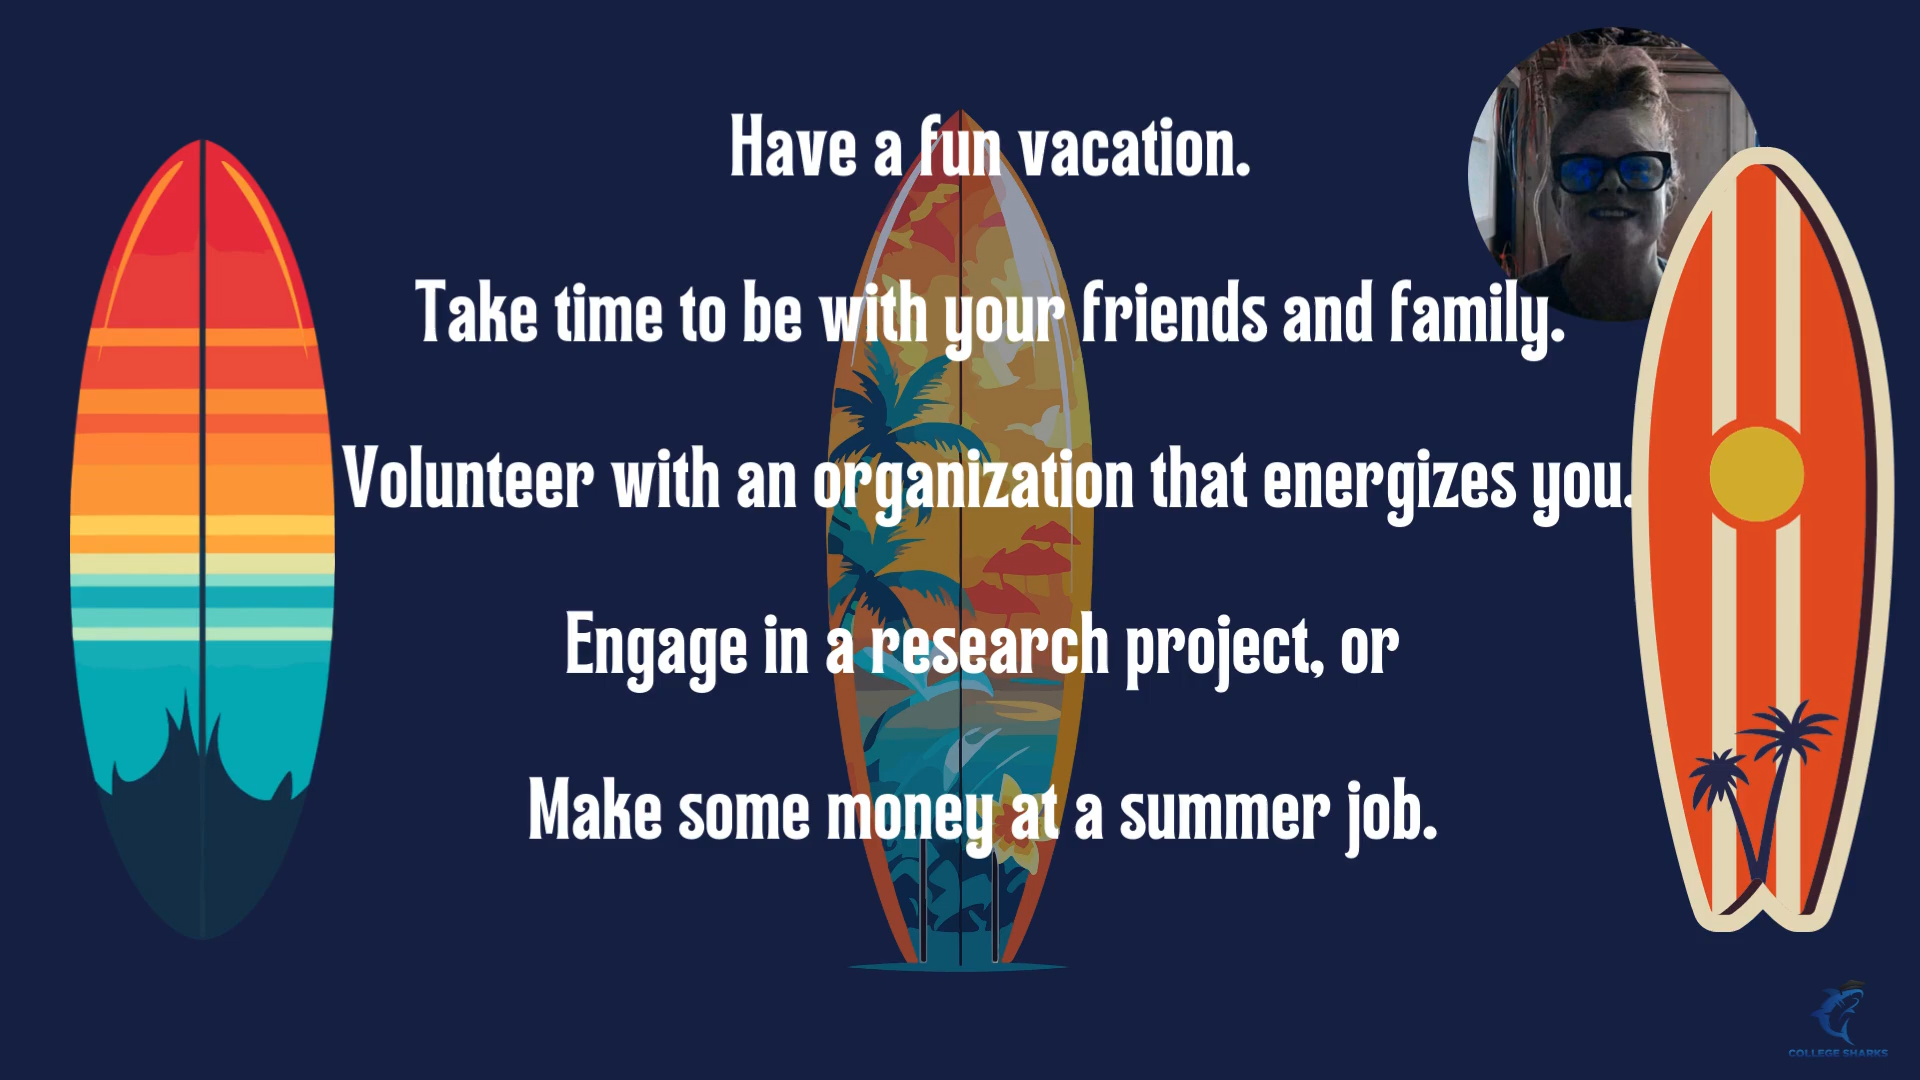 Have a fun vacation.
Take time to be with your friends and family.
Volunteer with an organization that energizes you.
Engage in a research project, or
Make some money at a summer job.
COLLEGE SHARKS